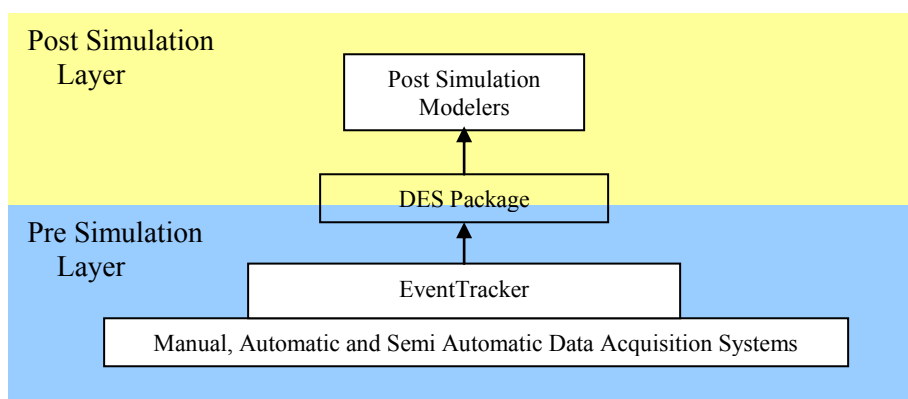 Post Simulation
Layer
Post Simulation
Modelers
DES Package
Pre Simulation
Layer
EventTracker
Manual, Automatic and Semi Automatic Data Acquisition Systems